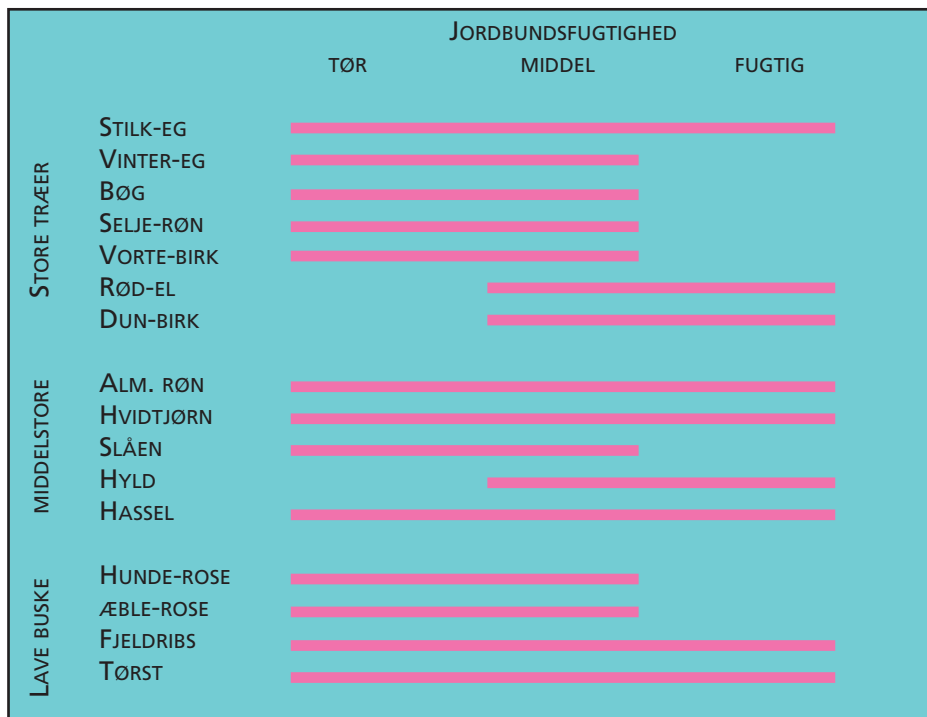 Jordbundsfugtighed
tør middel fugtig
Store træer
Stilk-eg
Vinter-eg
Bøg
Selje-røn
Vorte-birk
Rød-el
Dun-birk
middelstore
Alm. røn
Hvidtjørn
Slåen
Hyld
Hassel
Lave buske
Hunde-rose
æble-rose
Fjeldribs
Tørst